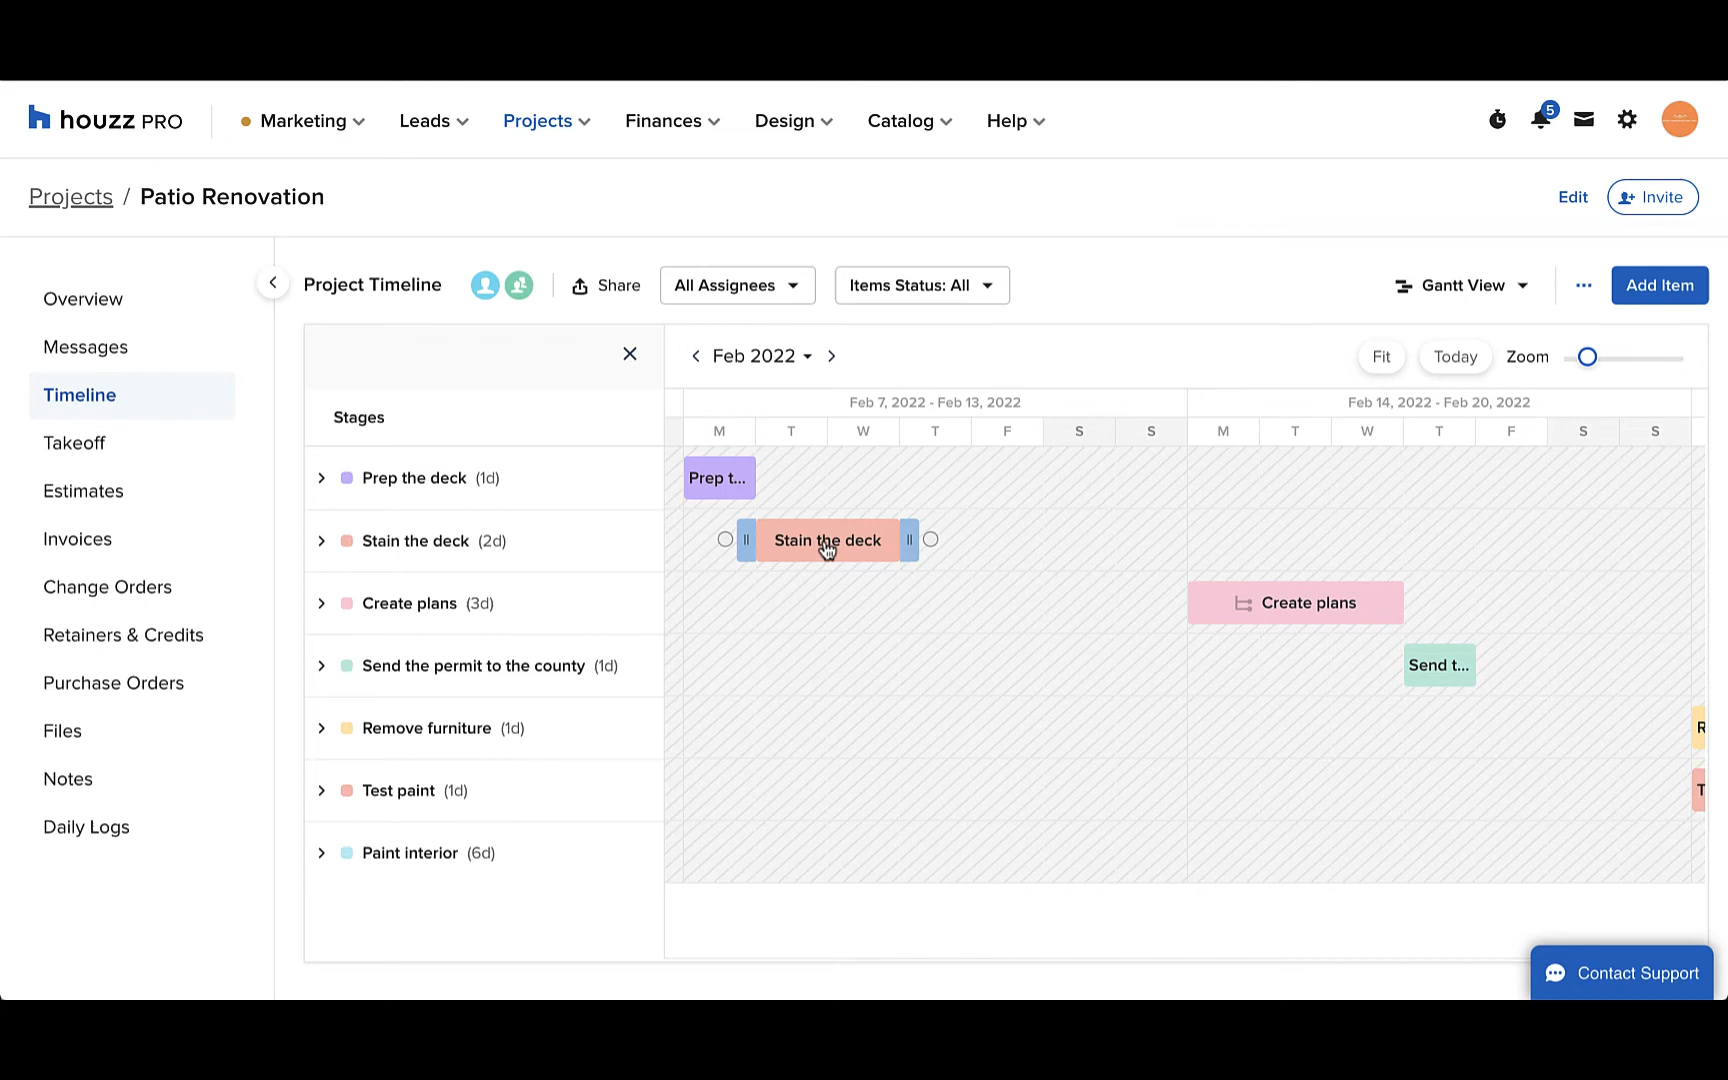 houzz PRO
Marketing
Leads
Projects
Finances
Design
Catalog
Help
5
Projects / Patio Renovation
Edit
Invite
Overview
Messages
Timeline
Takeoff
Estimates
Invoices
Change Orders
Retainers & Credits
Purchase Orders
Files
Notes
Daily Logs
Project Timeline
Share
All Assignees
Items Status: All
Gantt View
Add Item
Feb 2022
Fit
Today
Zoom
Feb 7, 2022 - Feb 13, 2022
Feb 14, 2022 - Feb 20, 2022
Stages
M T W T F S S M T W T F S S
Prep the deck (1d)
Prep t...
Stain the deck (2d)
Stain the deck
Create plans (3d)
Create plans
Send the permit to the county (1d)
Send t...
Remove furniture (1d)
R
Test paint (1d)
T
Paint interior (6d)
Contact Support